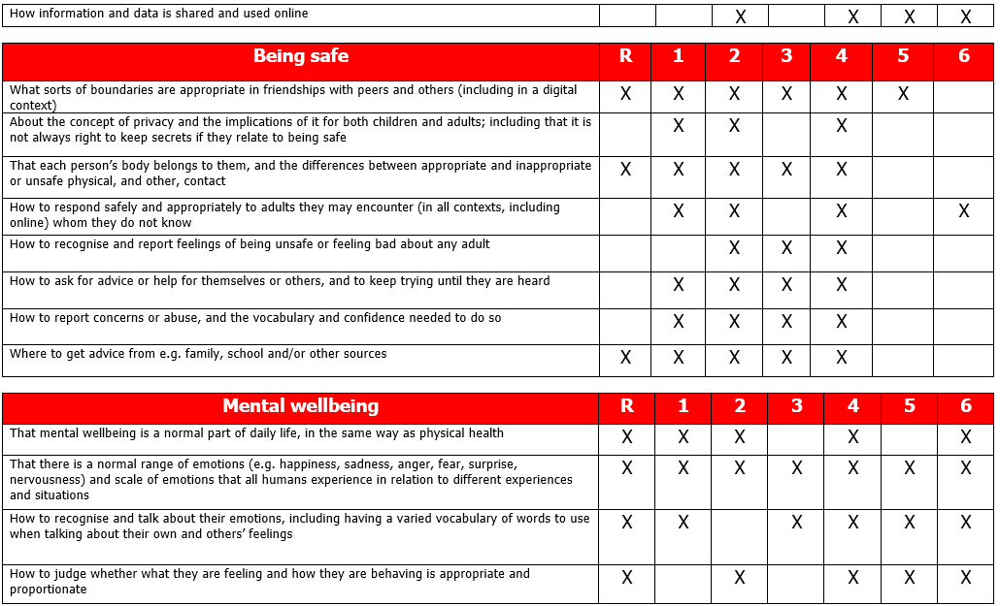 How information and data is shared and used online X X X X
Being safe R 1 2 3 4 5 6
What sorts of boundaries are appropriate in friendships with peers and others (including in a digital
context) X X X X X X
About the concept of privacy and the implications of it for both children and adults; including that it is
not always right to keep secrets if they relate to being safe X X X
That each person’s body belongs to them, and the differences between appropriate and inappropriate
or unsafe physical, and other, contact X X X X X
How to respond safely and appropriately to adults they may encounter (in all contexts, including
online) whom they do not know X X X X
How to recognise and report feelings of being unsafe or feeling bad about any adult X X X
How to ask for advice or help for themselves or others, and to keep trying until they are heard X X X X
How to report concerns or abuse, and the vocabulary and confidence needed to do so X X X X
Where to get advice from e.g. family, school and/or other sources X X X X X
Mental wellbeing R 1 2 3 4 5 6
That mental wellbeing is a normal part of daily life, in the same way as physical health X X X X X
That there is a normal range of emotions (e.g. happiness, sadness, anger, fear, surprise,
nervousness) and scale of emotions that all humans experience in relation to different experiences
and situations X X X X X X X
How to recognise and talk about their emotions, including having a varied vocabulary of words to use
when talking about their own and others’ feelings X X X X X X
How to judge whether what they are feeling and how they are behaving is appropriate and
proportionate X X X X X